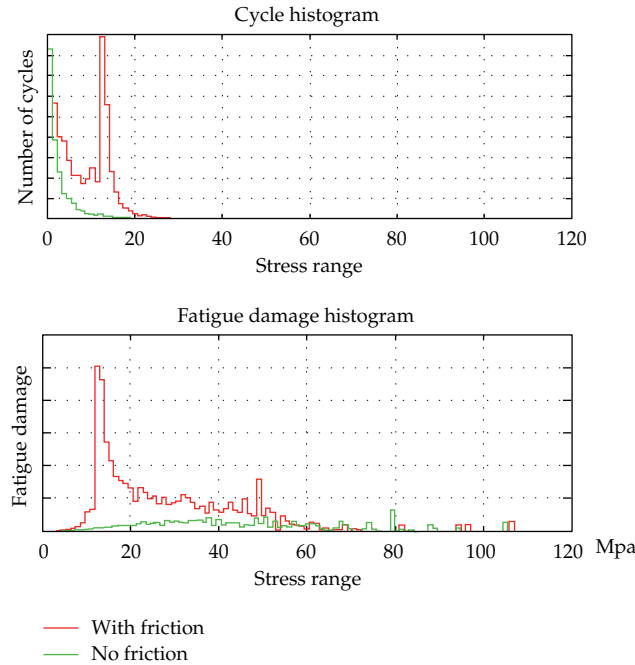 Cycle histogram
Number of cycles
0 20 40 60 80 100 120
Stress range
Fatigue damage histogram
Fatigue damage
0 20 40 60 80 100 120 Mpa
Stress range
With friction
No friction